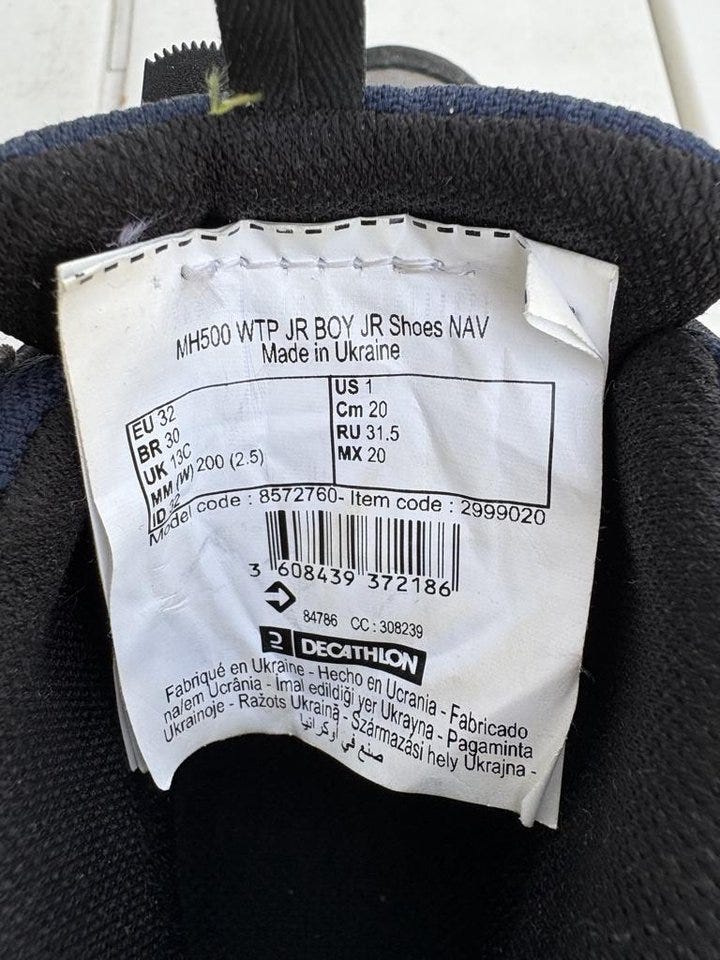 MH500 WTP JR BOY JR Shoes NAV
Made in Ukraine
EU 32
BR 30
UK 13C
MM (W) 200 (2.5)
ID 32
US 1
Cm 20
RU 31.5
MX 20
Model code : 8572760- Item code : 2999020
3 608439 372186
84786 CC : 308239
DECATHLON
Fabriqué en Ukraine - Hecho en Ucrania - Fabricado
na/em Ucrânia - İmal edildiği yer Ukrayna - Pagaminta
Ukrainoje - Ražots Ukrainā - Származási hely Ukrajna -
صنع في أوكرانيا